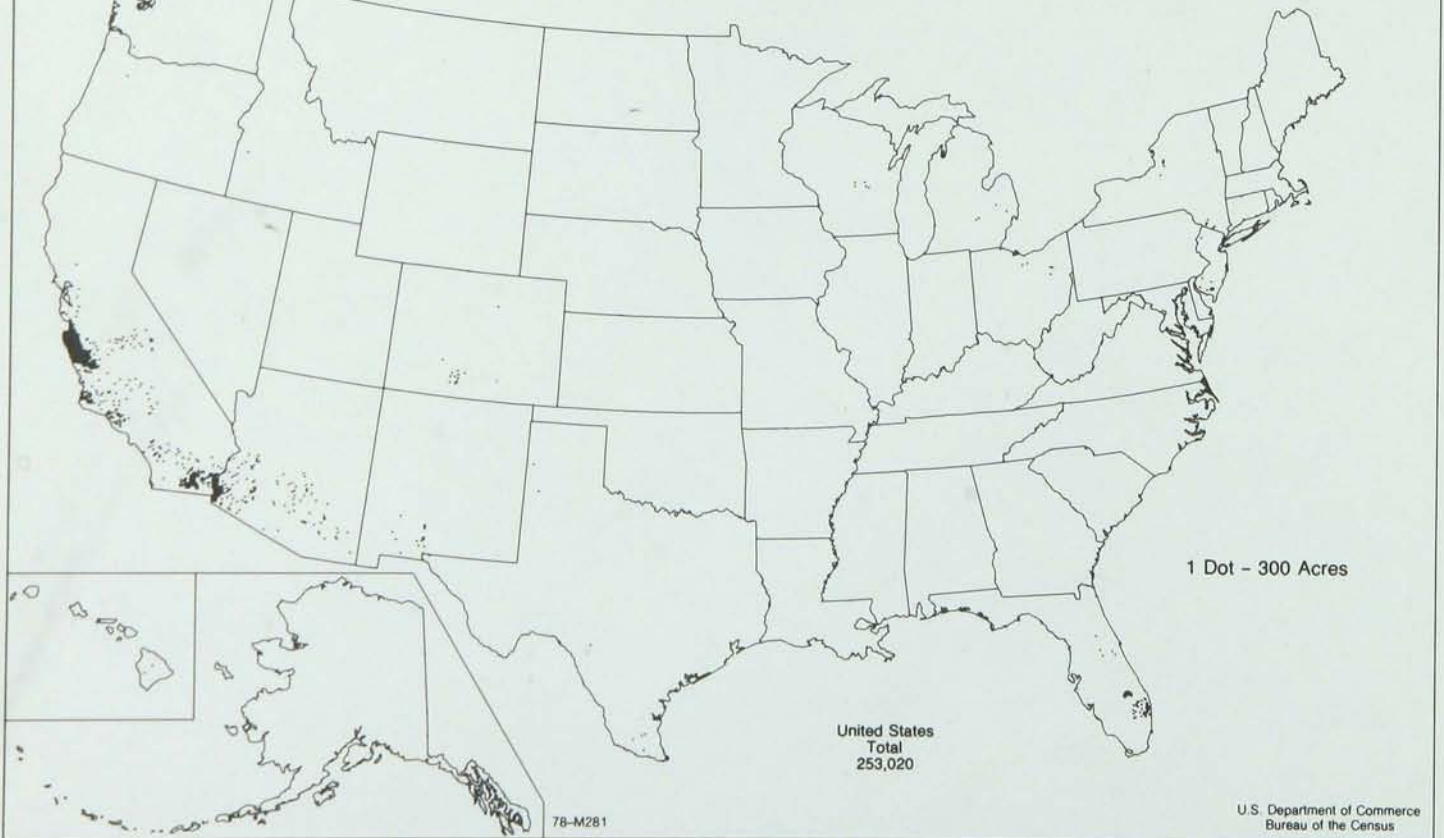 1 Dot – 300 Acres
United States
Total
253,020
78–M281
U.S. Department of Commerce
Bureau of the Census